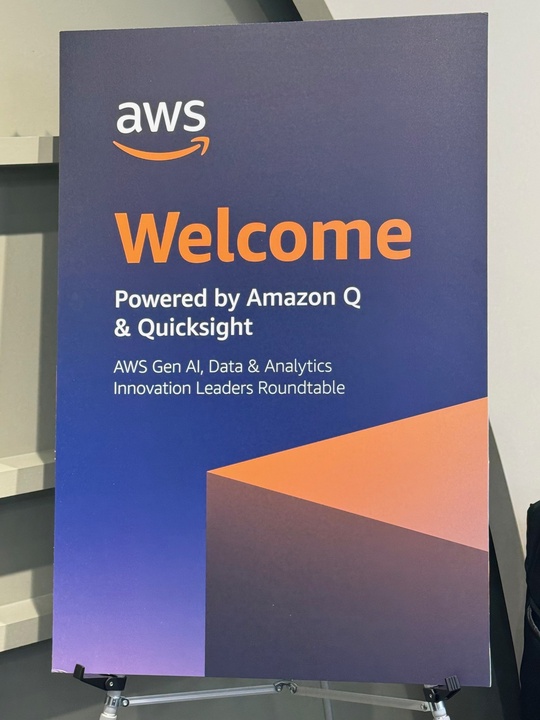 aws
Welcome
Powered by Amazon Q
& Quicksight
AWS Gen AI, Data & Analytics
Innovation Leaders Roundtable